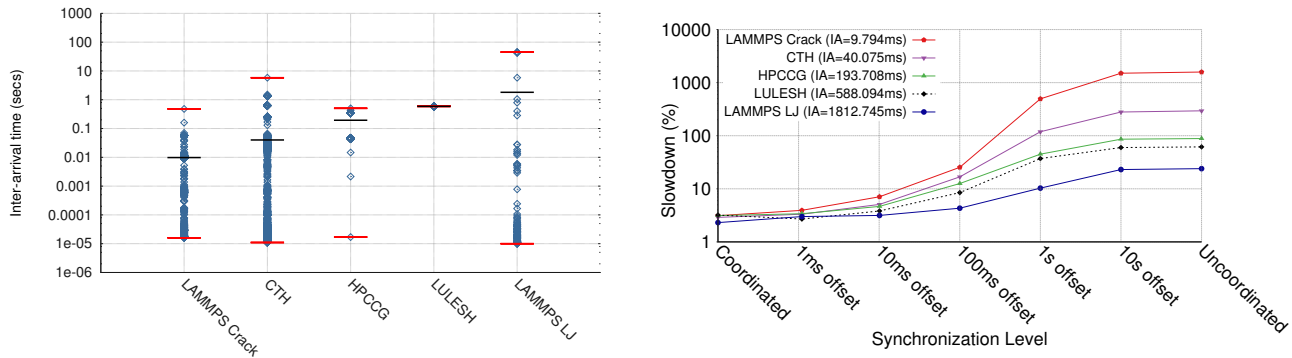 Inter-arrival time (secs)
100
10
1
0.1
0.01
0.001
0.0001
1e-05
1e-06
LAMMPS Crack
CTH
HPCCG
LULESH
LAMMPS LJ
Slowdown (%)
10000
1000
100
10
1
LAMMPS Crack (IA=9.794ms)
CTH (IA=40.075ms)
HPCCG (IA=193.708ms)
LULESH (IA=588.094ms)
LAMMPS LJ (IA=1812.745ms)
Coordinated
1ms offset
10ms offset
100ms offset
1s offset
10s offset
Uncoordinated
Synchronization Level